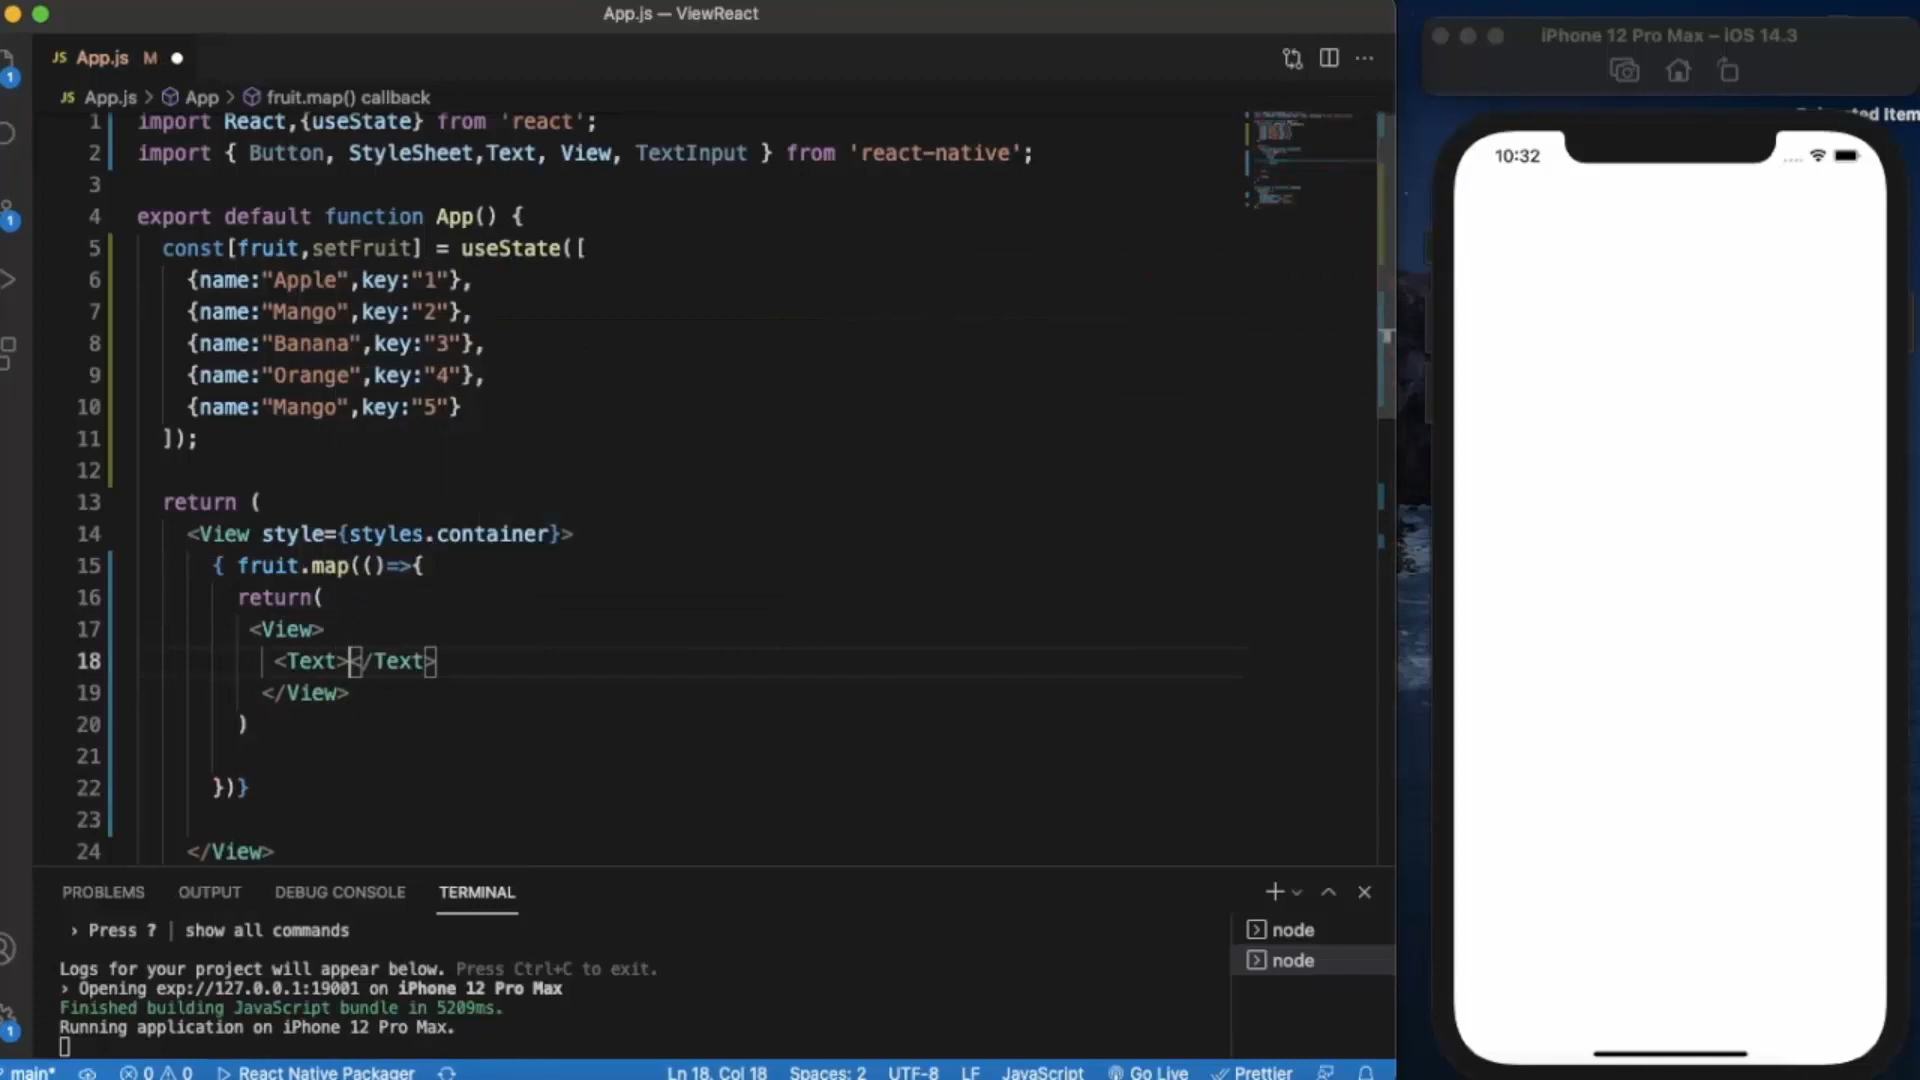 App.js — ViewReact
JS App.js M
JS App.js > App > fruit.map() callback
1 import React,{useState} from 'react';
2 import { Button, StyleSheet,Text, View, TextInput } from 'react-native';
3
4 export default function App() {
5 const[fruit,setFruit] = useState([
6 {name:"Apple",key:"1"},
7 {name:"Mango",key:"2"},
8 {name:"Banana",key:"3"},
9 {name:"Orange",key:"4"},
10 {name:"Mango",key:"5"}
11 ]);
12
13 return (
14 <View style={styles.container}>
15 { fruit.map(()=>{
16 return(
17 <View>
18 <Text></Text>
19 </View>
20 )
21
22 })}
23
24 </View>
PROBLEMS OUTPUT DEBUG CONSOLE TERMINAL
› Press ? | show all commands
Logs for your project will appear below. Press Ctrl+C to exit.
› Opening exp://127.0.0.1:19001 on iPhone 12 Pro Max
Finished building JavaScript bundle in 5209ms.
Running application on iPhone 12 Pro Max.
node
node
main* 0 0 React Native Packager Ln 18, Col 18 Spaces: 2 UTF-8 LF JavaScript Go Live Prettier
1
1
1
iPhone 12 Pro Max – iOS 14.3
10:32